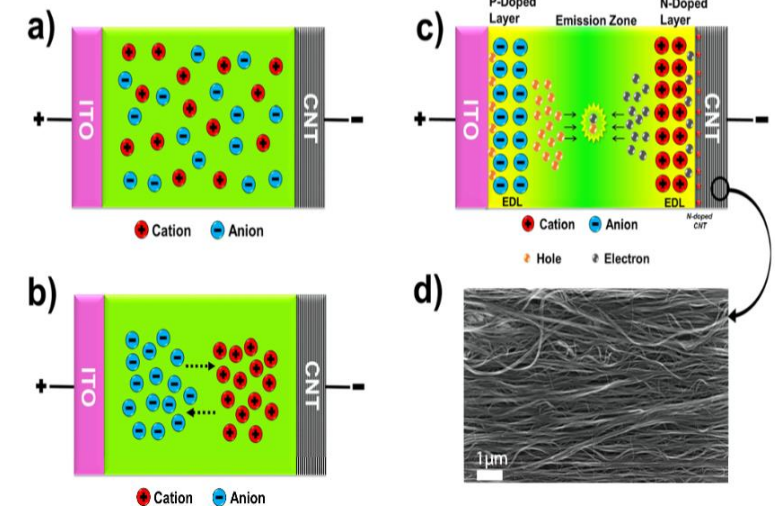 a)
+
ITO
CNT
-
Cation
Anion
b)
+
ITO
CNT
-
Cation
Anion
c)
P-Doped
Layer
Emission Zone
N-Doped
Layer
+
ITO
CNT
-
EDL
EDL
N-doped
CNT
Cation
Anion
Hole
Electron
d)
1μm